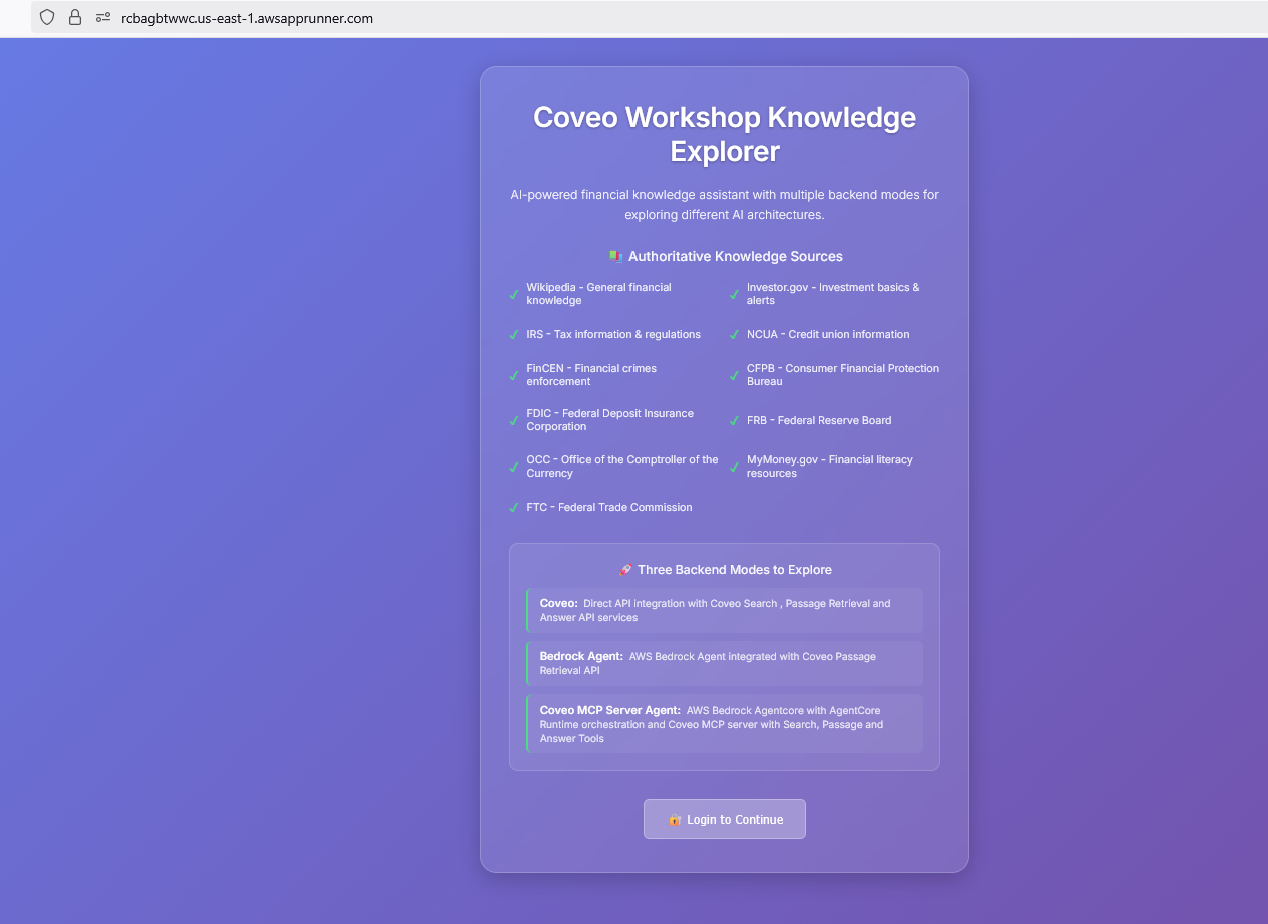 rcbagbtwwc.us-east-1.awsapprunner.com
Coveo Workshop Knowledge
Explorer
AI-powered financial knowledge assistant with multiple backend modes for
exploring different AI architectures.
Authoritative Knowledge Sources
Wikipedia - General financial
knowledge
Investor.gov - Investment basics &
alerts
IRS - Tax information & regulations
NCUA - Credit union information
FinCEN - Financial crimes
enforcement
CFPB - Consumer Financial Protection
Bureau
FDIC - Federal Deposit Insurance
Corporation
FRB - Federal Reserve Board
OCC - Office of the Comptroller of the
Currency
MyMoney.gov - Financial literacy
resources
FTC - Federal Trade Commission
Three Backend Modes to Explore
Coveo: Direct API integration with Coveo Search , Passage Retrieval and
Answer API services
Bedrock Agent: AWS Bedrock Agent integrated with Coveo Passage
Retrieval API
Coveo MCP Server Agent: AWS Bedrock Agentcore with AgentCore
Runtime orchestration and Coveo MCP server with Search, Passage and
Answer Tools
Login to Continue